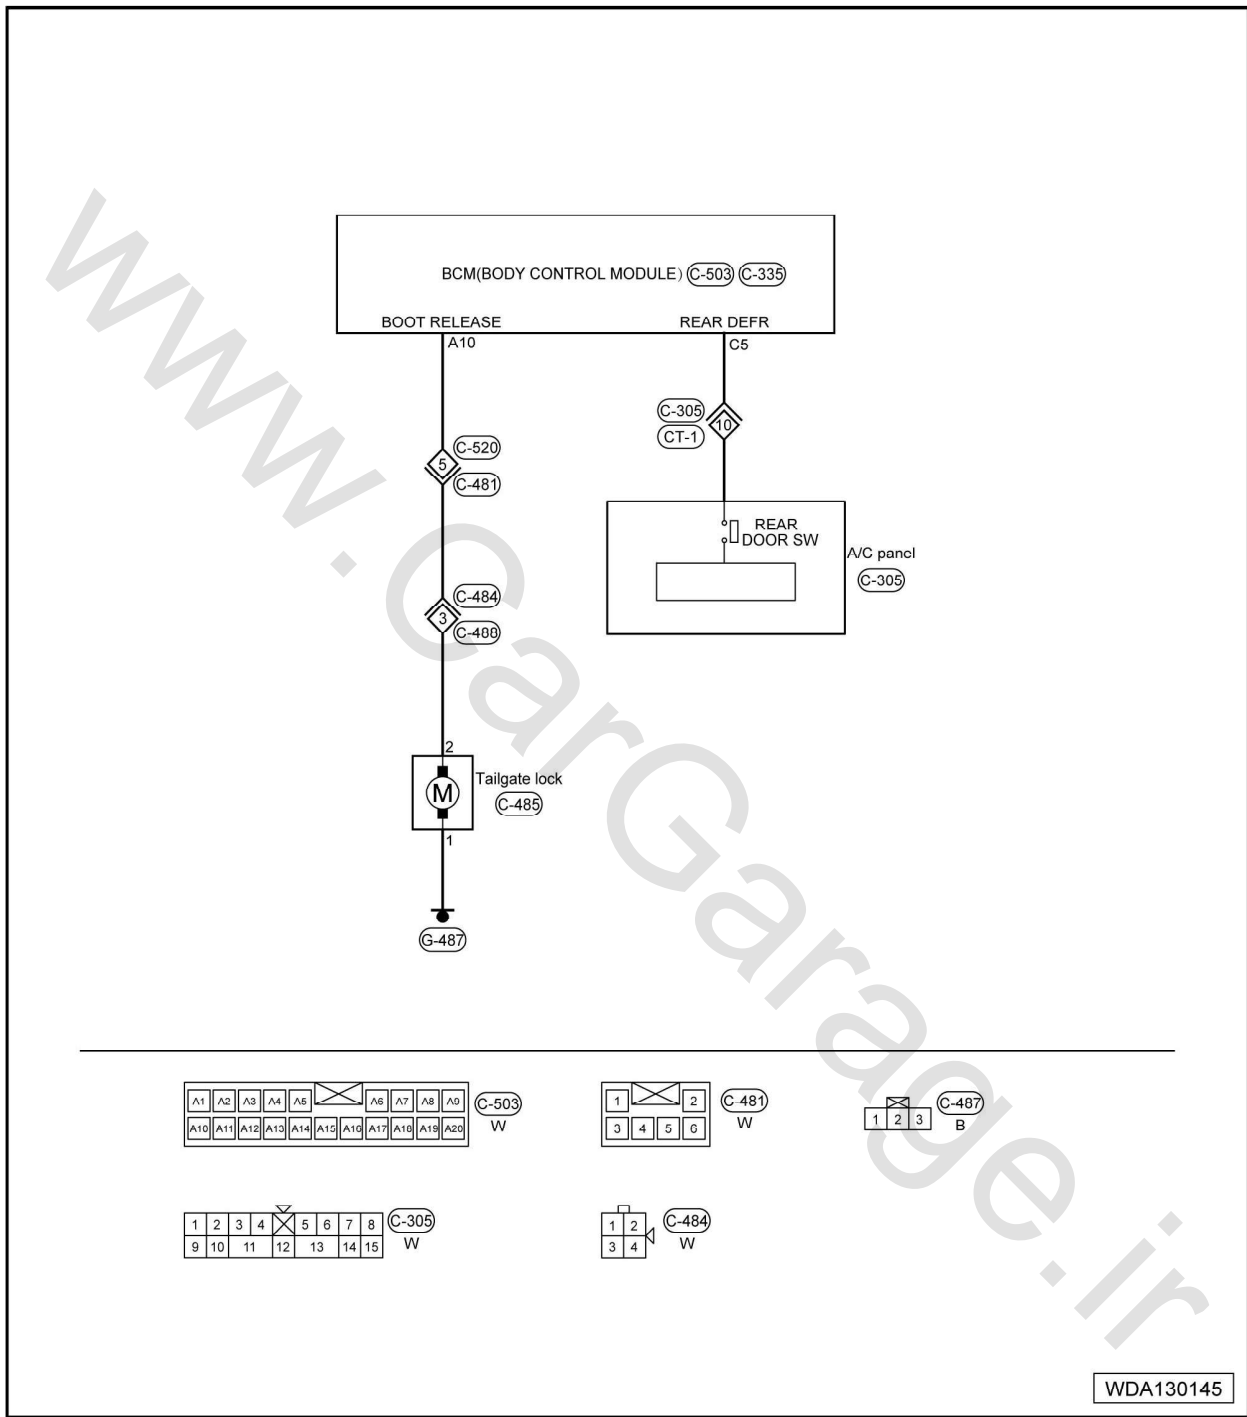 BCM(BODY CONTROL MODULE) C-503 C-335
BOOT RELEASE REAR DEFR
A10 C5
C-305
10
CT-1
C-520
5
C-481
REAR
DOOR SW
A/C panel
C-305
C-484
3
C-488
2
Tailgate lock
M
C-485
1
G-487
A1 A2 A3 A4 A5 A6 A7 A8 A9
C-503
A10 A11 A12 A13 A14 A15 A16 A17 A18 A19 A20
W
1 2
C-481
3 4 5 6
W
C-487
1 2 3
B
1 2 3 4 5 6 7 8
C-305
9 10 11 12 13 14 15
W
1 2
C-484
3 4
W
WDA130145
www.CarGarage.ir